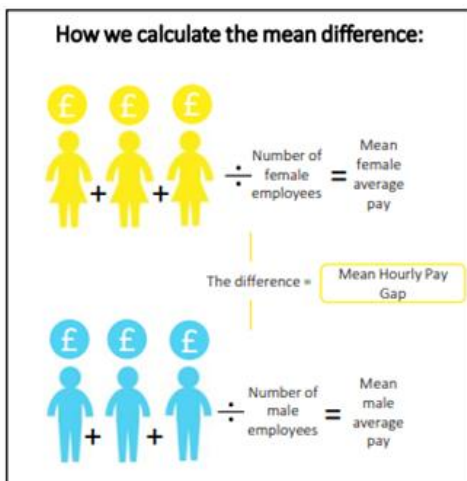 How we calculate the mean difference:
£ £ £
+ + ÷ Number of female employees = Mean female average pay
The difference = Mean Hourly Pay Gap
£ £ £
+ + ÷ Number of male employees = Mean male average pay